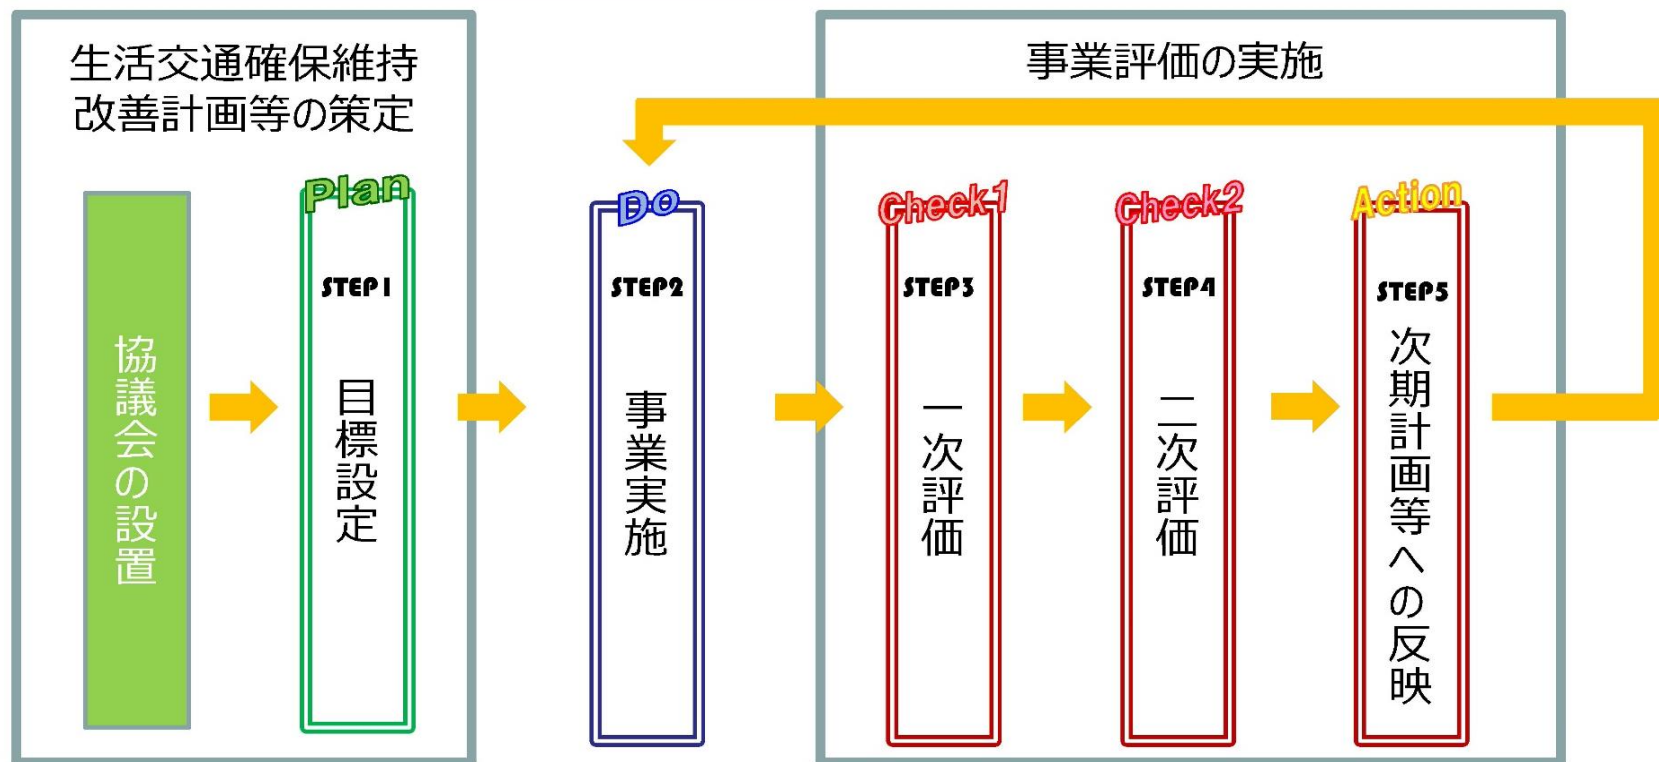 生活交通確保維持
改善計画等の策定
協議会の設置
Plan
STEP1
目標設定
Do
STEP2
事業実施
事業評価の実施
Check1
STEP3
一次評価
Check2
STEP4
二次評価
Action
STEP5
次期計画等への反映